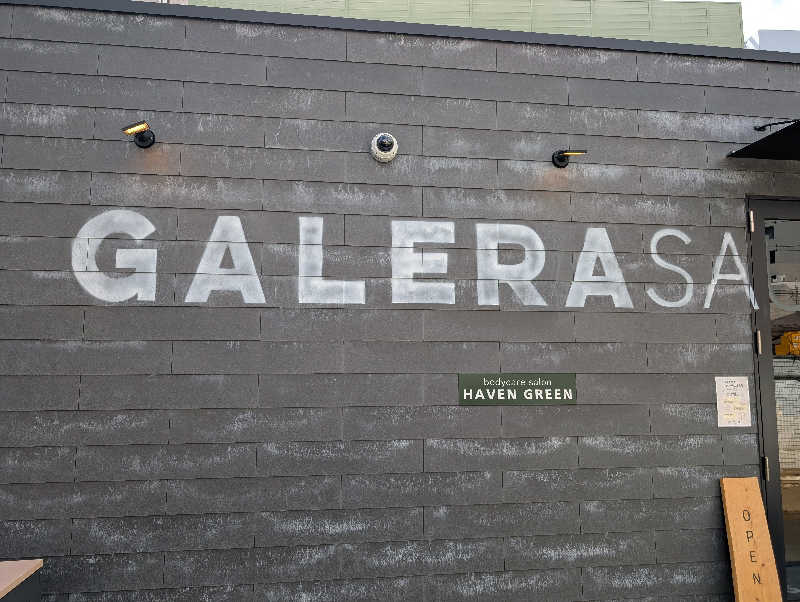 GALERASA
bodycare salon
HAVEN GREEN
OPEN